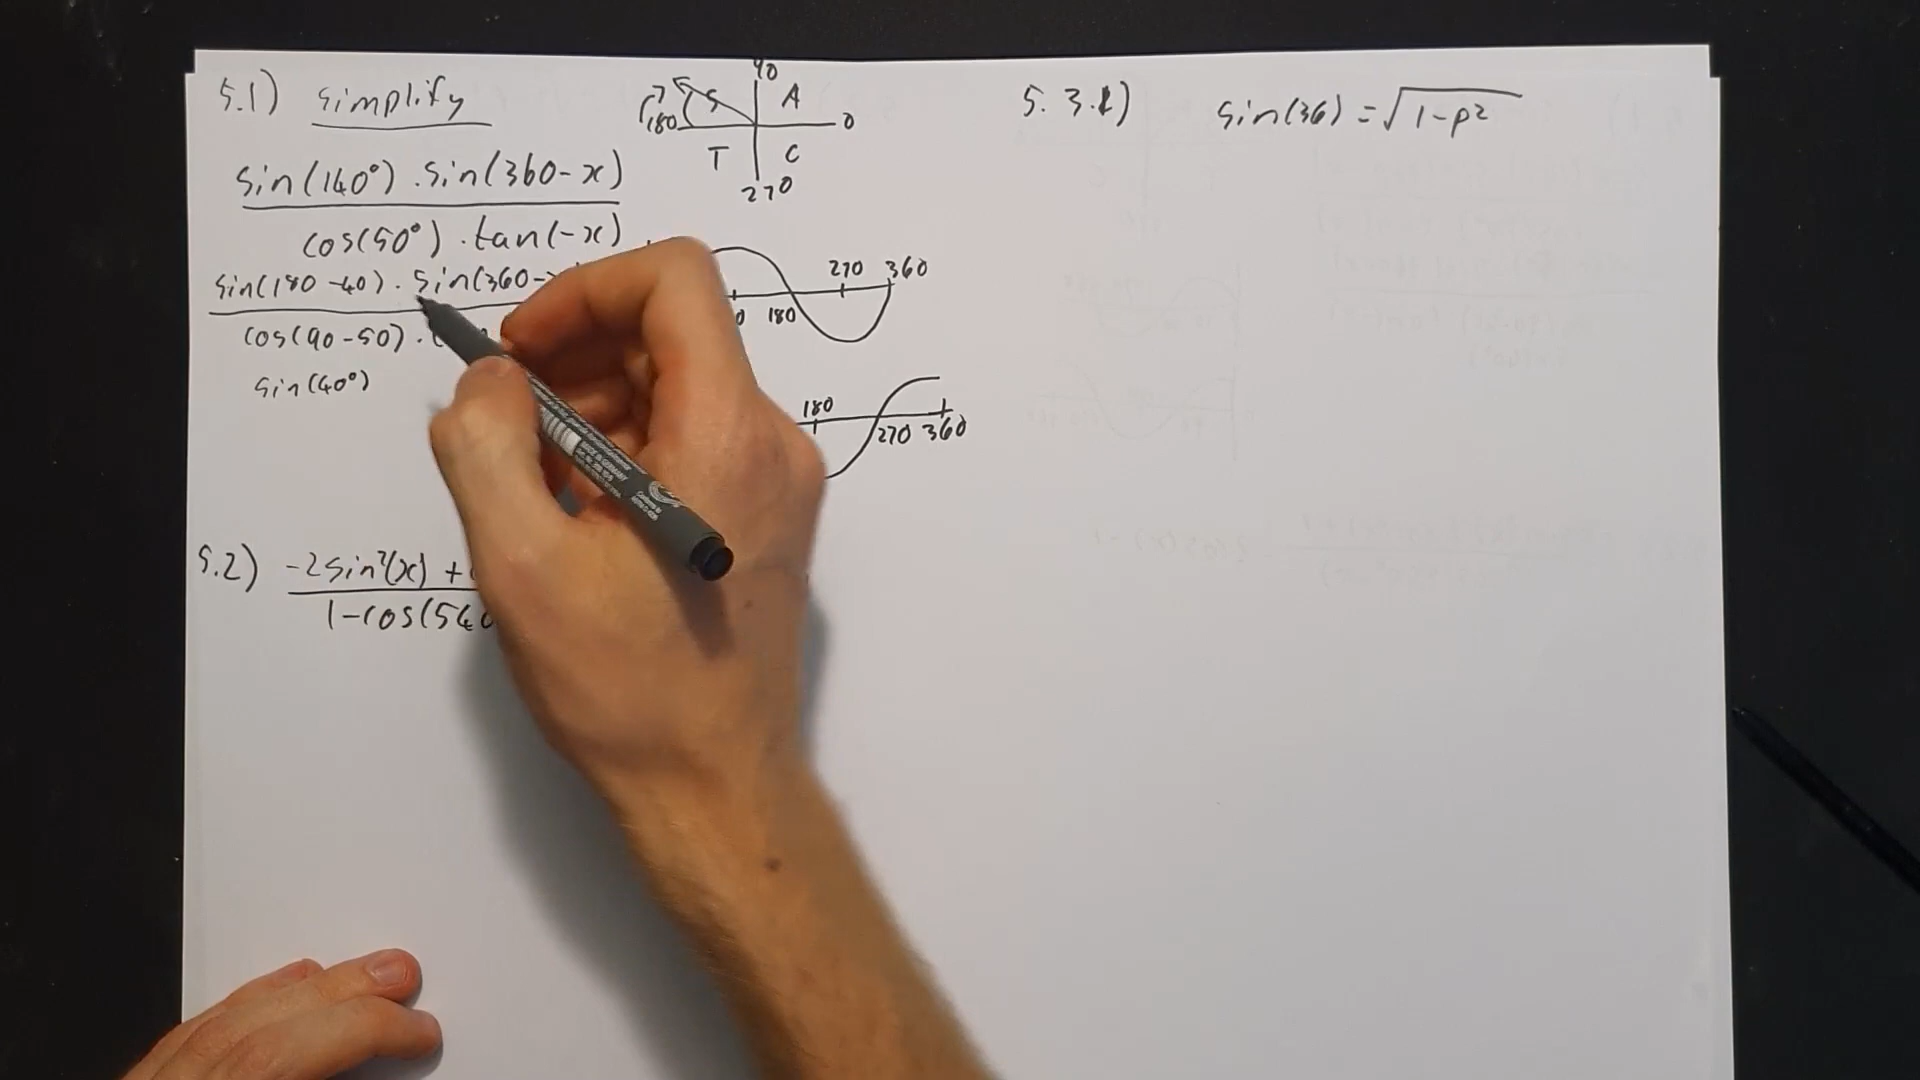 5.1) Simplify
sin(140°) . sin(360-x)
cos(50°) . tan(-x)
sin(180-40) . sin(360-
cos(90-50) .
sin(40°)
90
S A
180 0
T C
270
270 360
180
180
270 360
5.2) -2sin²(x) +
1-cos(540
5.3.1) sin(36) = √1-p²